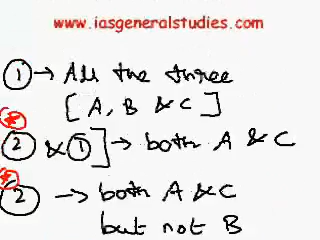 www.iasgeneralstudies.com
① → All the three
[A, B & C]
② & ①] → both A & C
② → both A & C
but not B